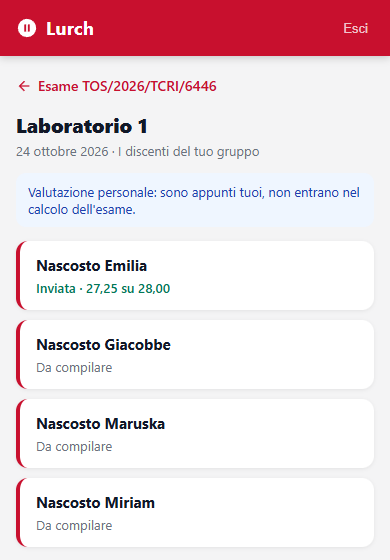 Lurch
Esci
← Esame TOS/2026/TCRI/6446
Laboratorio 1
24 ottobre 2026 · I discenti del tuo gruppo
Valutazione personale: sono appunti tuoi, non entrano nel
calcolo dell'esame.
Nascosto Emilia
Inviata · 27,25 su 28,00
Nascosto Giacobbe
Da compilare
Nascosto Maruska
Da compilare
Nascosto Miriam
Da compilare